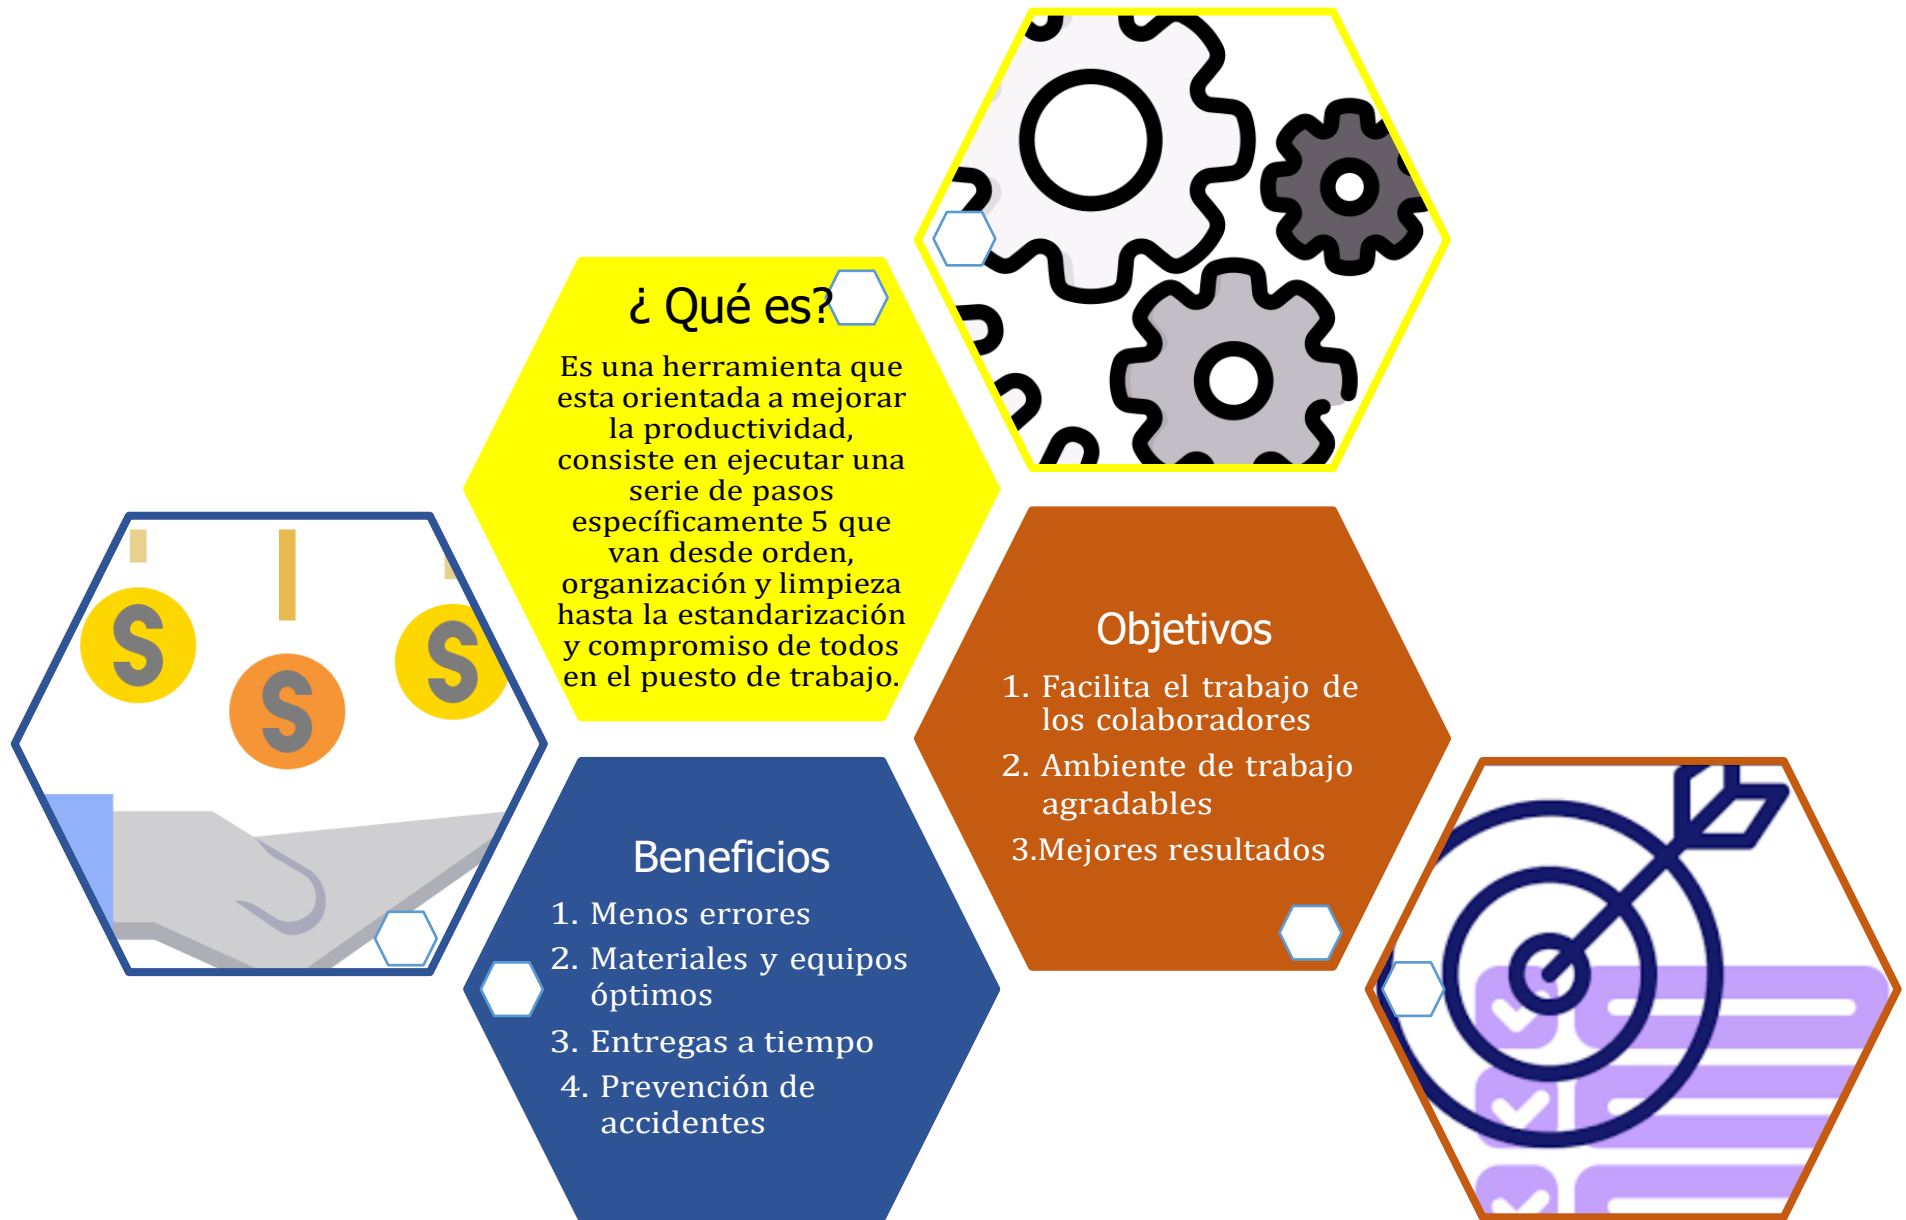 ¿ Qué es?
Es una herramienta que
esta orientada a mejorar
la productividad,
consiste en ejecutar una
serie de pasos
específicamente 5 que
van desde orden,
organización y limpieza
hasta la estandarización
y compromiso de todos
en el puesto de trabajo.
Objetivos
1. Facilita el trabajo de
los colaboradores
2. Ambiente de trabajo
agradables
3.Mejores resultados
Beneficios
1. Menos errores
2. Materiales y equipos
óptimos
3. Entregas a tiempo
4. Prevención de
accidentes